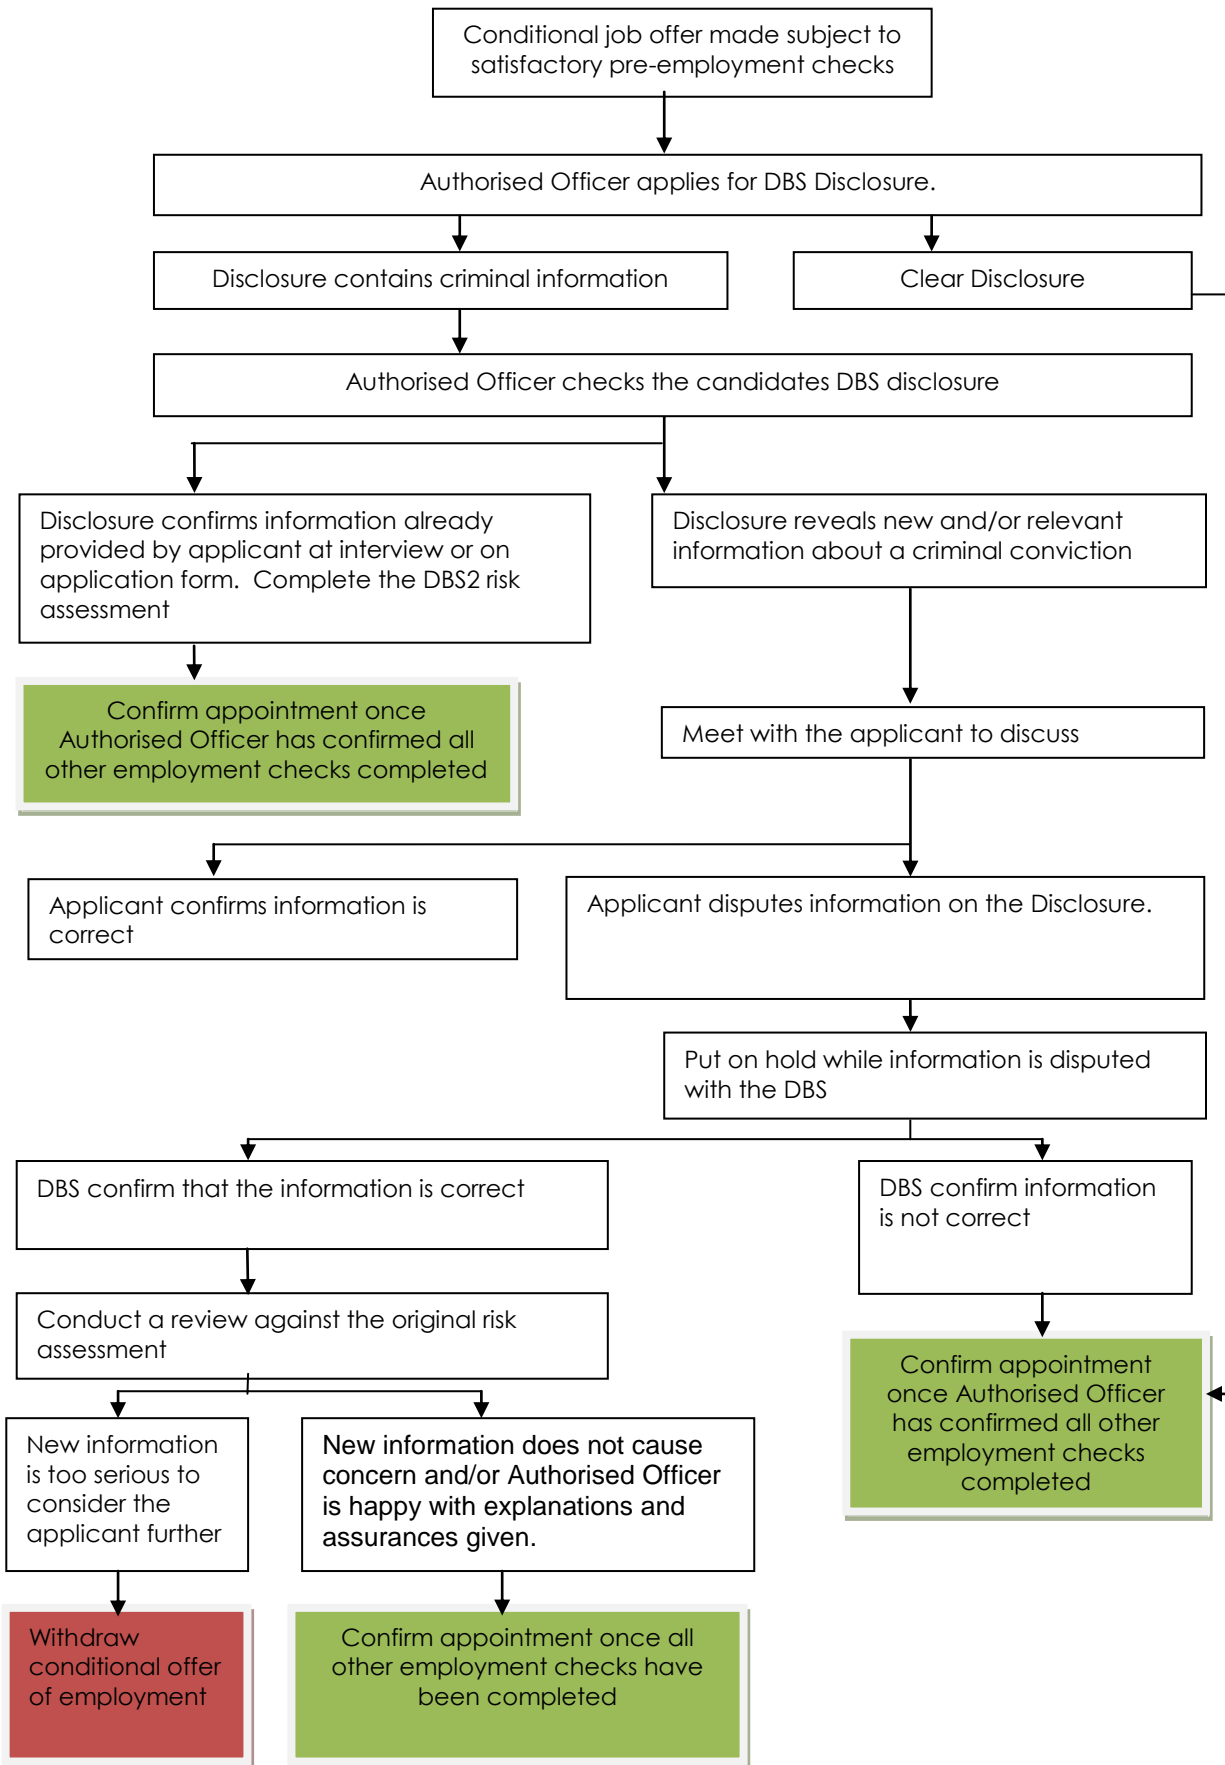 Conditional job offer made subject to
satisfactory pre-employment checks
Authorised Officer applies for DBS Disclosure.
Disclosure contains criminal information
Clear Disclosure
Authorised Officer checks the candidates DBS disclosure
Disclosure confirms information already
provided by applicant at interview or on
application form.  Complete the DBS2 risk
assessment
Disclosure reveals new and/or relevant
information about a criminal conviction
Confirm appointment once
Authorised Officer has confirmed all
other employment checks completed
Meet with the applicant to discuss
Applicant confirms information is
correct
Applicant disputes information on the Disclosure.
Put on hold while information is disputed
with the DBS
DBS confirm that the information is correct
DBS confirm information
is not correct
Conduct a review against the original risk
assessment
Confirm appointment
once Authorised Officer
has confirmed all other
employment checks
completed
New information
is too serious to
consider the
applicant further
New information does not cause
concern and/or Authorised Officer
is happy with explanations and
assurances given.
Withdraw
conditional offer
of employment
Confirm appointment once all
other employment checks have
been completed